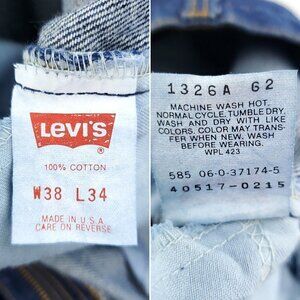 LEVI'S
100% COTTON
W38 L34
MADE IN U.S.A
CARE ON REVERSE
1326A G2
MACHINE WASH HOT,
NORMAL CYCLE, TUMBLE DRY,
WASH AND DRY WITH LIKE
COLORS. COLOR MAY TRANS-
FER WHEN NEW. WASH
BEFORE WEARING.
WPL 423
585 06-0-37174-5
40517-0215